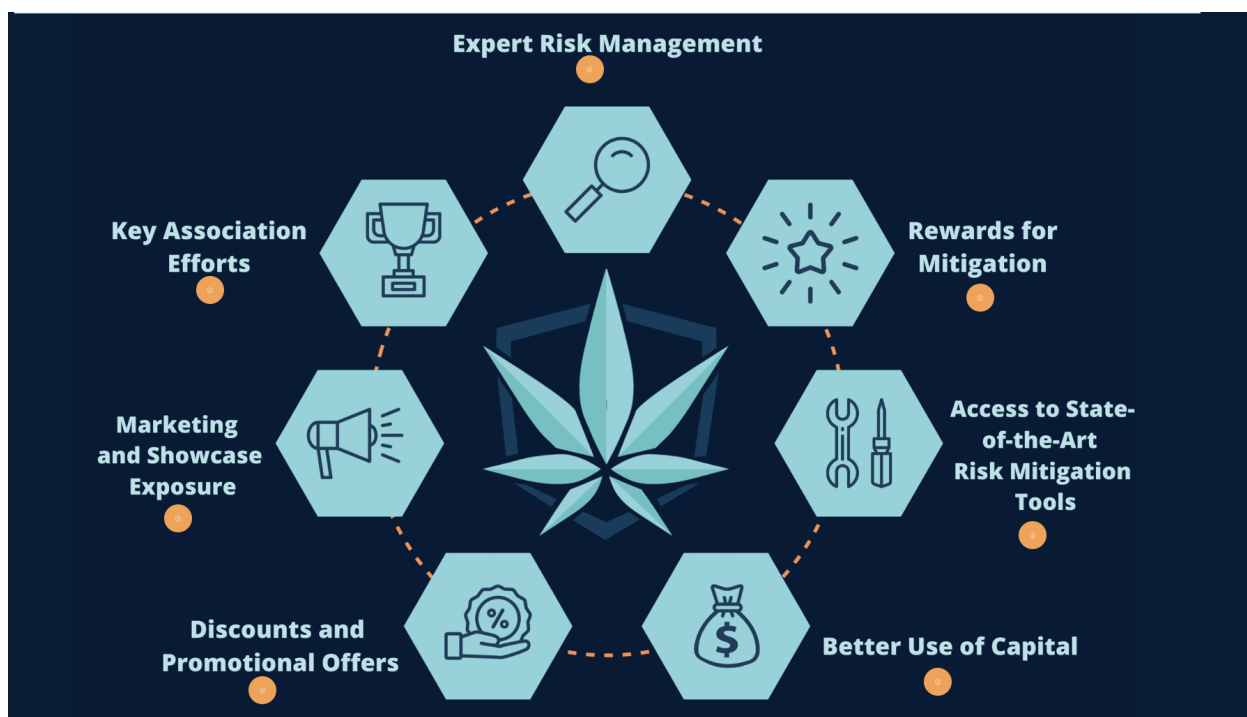 Expert Risk Management
Key Association
Efforts
Rewards for
Mitigation
Marketing
and Showcase
Exposure
Access to State-
of-the-Art
Risk Mitigation
Tools
Discounts and
Promotional Offers
Better Use of Capital
%
$